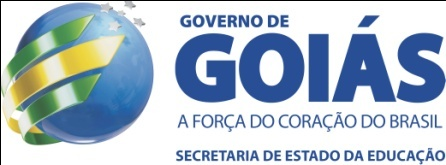 GOVERNO DE
GOIÁS
A FORÇA DO CORAÇÃO DO BRASIL
SECRETARIA DE ESTADO DA EDUCAÇÃO